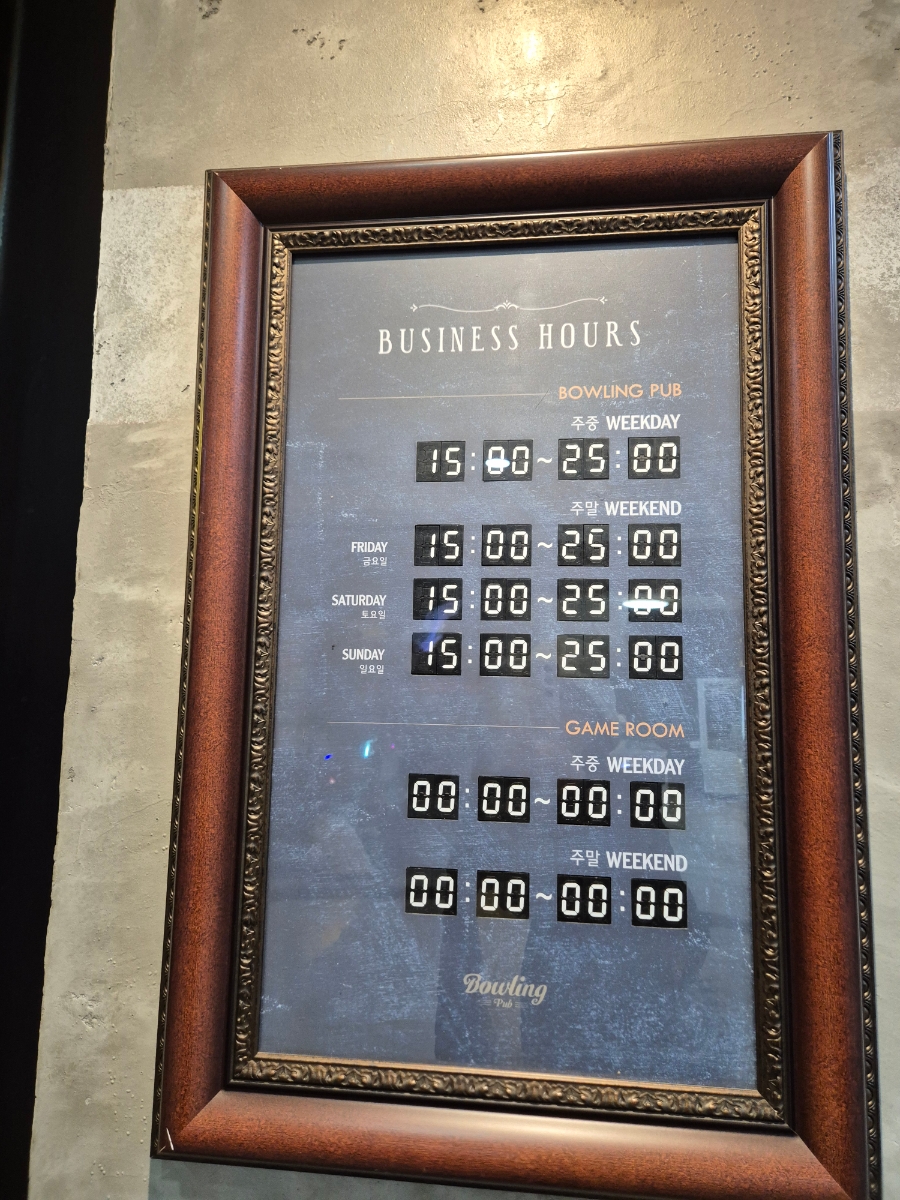 BUSINESS HOURS
BOWLING PUB
주중 WEEKDAY
15:00~25:00
주말 WEEKEND
FRIDAY 15:00~25:00
금요일
SATURDAY 15:00~25:00
토요일
SUNDAY 15:00~25:00
일요일
GAME ROOM
주중 WEEKDAY
00:00~00:00
주말 WEEKEND
00:00~00:00
Bowling
Pub